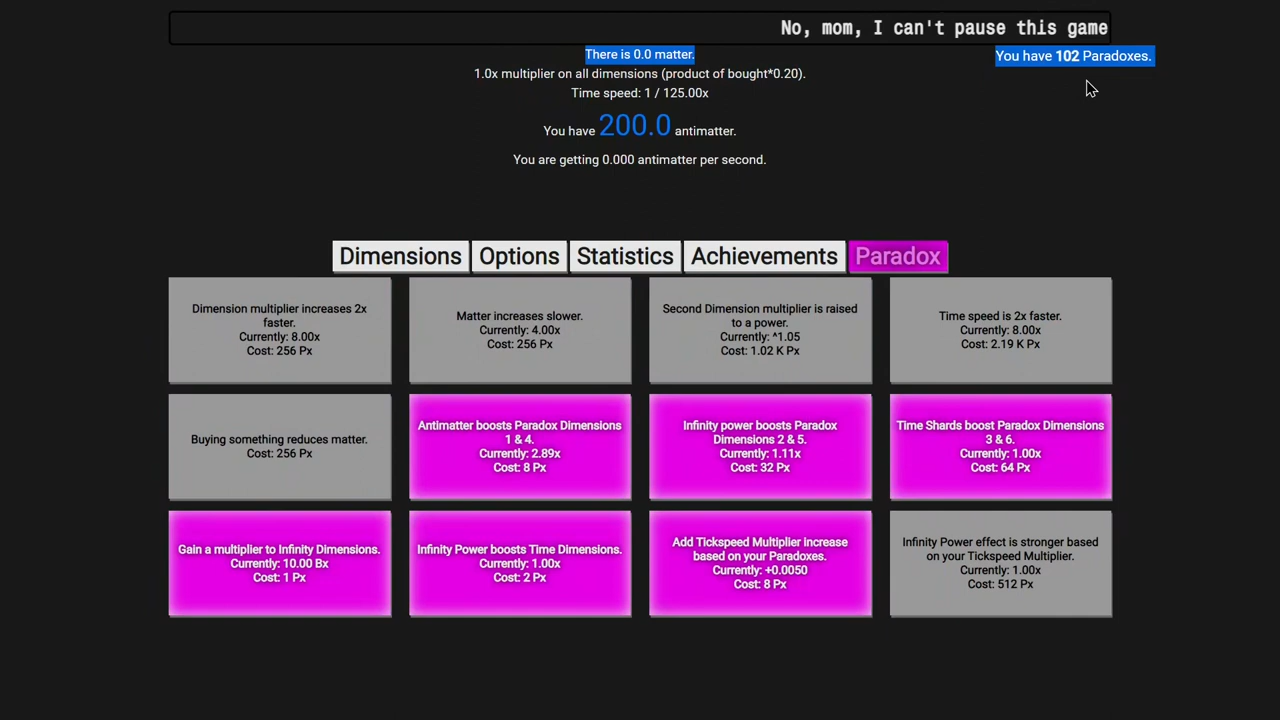 No, mom, I can't pause this game
There is 0.0 matter.
You have 102 Paradoxes.
1.0x multiplier on all dimensions (product of bought*0.20).
Time speed: 1 / 125.00x
You have 200.0 antimatter.
You are getting 0.000 antimatter per second.
Dimensions
Options
Statistics
Achievements
Paradox
Dimension multiplier increases 2x
faster.
Currently: 8.00x
Cost: 256 Px
Matter increases slower.
Currently: 4.00x
Cost: 256 Px
Second Dimension multiplier is raised
to a power.
Currently: ^1.05
Cost: 1.02 K Px
Time speed is 2x faster.
Currently: 8.00x
Cost: 2.19 K Px
Buying something reduces matter.
Cost: 256 Px
Antimatter boosts Paradox Dimensions
1 & 4.
Currently: 2.89x
Cost: 8 Px
Infinity power boosts Paradox
Dimensions 2 & 5.
Currently: 1.11x
Cost: 32 Px
Time Shards boost Paradox Dimensions
3 & 6.
Currently: 1.00x
Cost: 64 Px
Gain a multiplier to Infinity Dimensions.
Currently: 10.00 Bx
Cost: 1 Px
Infinity Power boosts Time Dimensions.
Currently: 1.00x
Cost: 2 Px
Add Tickspeed Multiplier increase
based on your Paradoxes.
Currently: +0.0050
Cost: 8 Px
Infinity Power effect is stronger based
on your Tickspeed Multiplier.
Currently: 1.00x
Cost: 512 Px